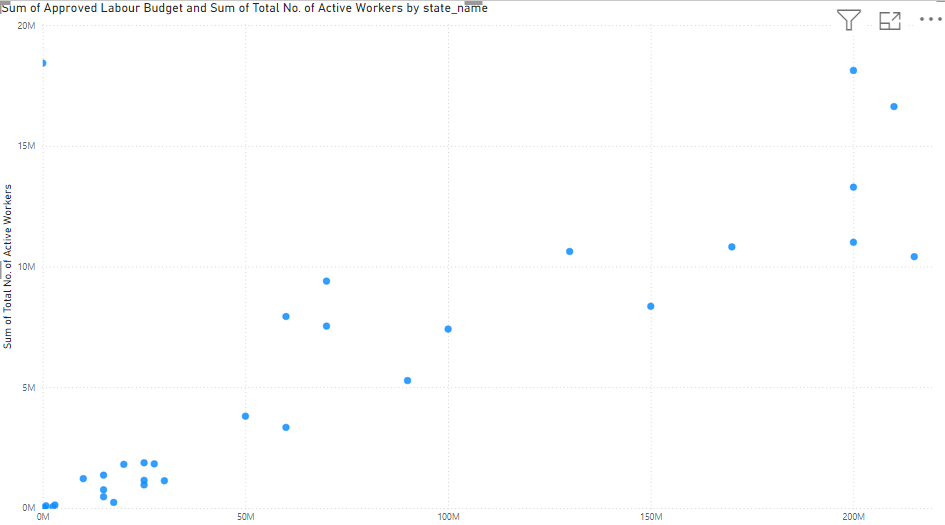 Sum of Approved Labour Budget and Sum of Total No. of Active Workers by state_name
20M
15M
10M
5M
0M
Sum of Total No. of Active Workers
0M
50M
100M
150M
200M